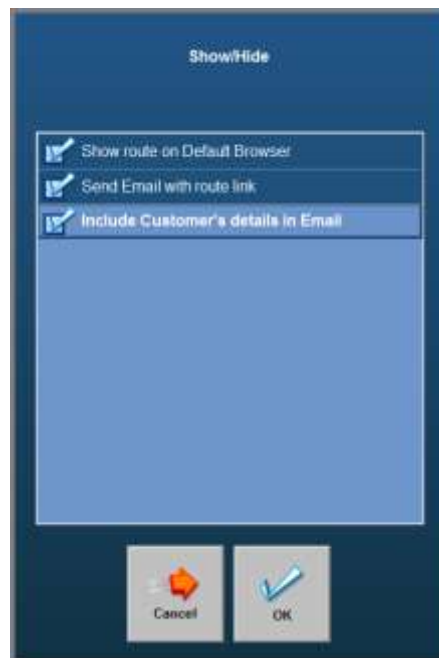 Show/Hide
Show route on Default Browser
Send Email with route link
Include Customer's details in Email
Cancel
OK